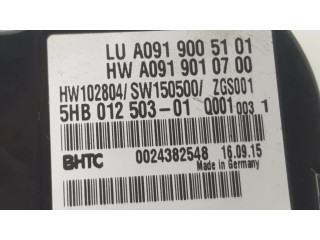 LU A091 900 51 01
HW A091 901 07 00
HW102804/SW150500/ ZGS001
5HB 012 503-01 0001 003 1
BHTC 0024382548 16.09.15
Made in Germany